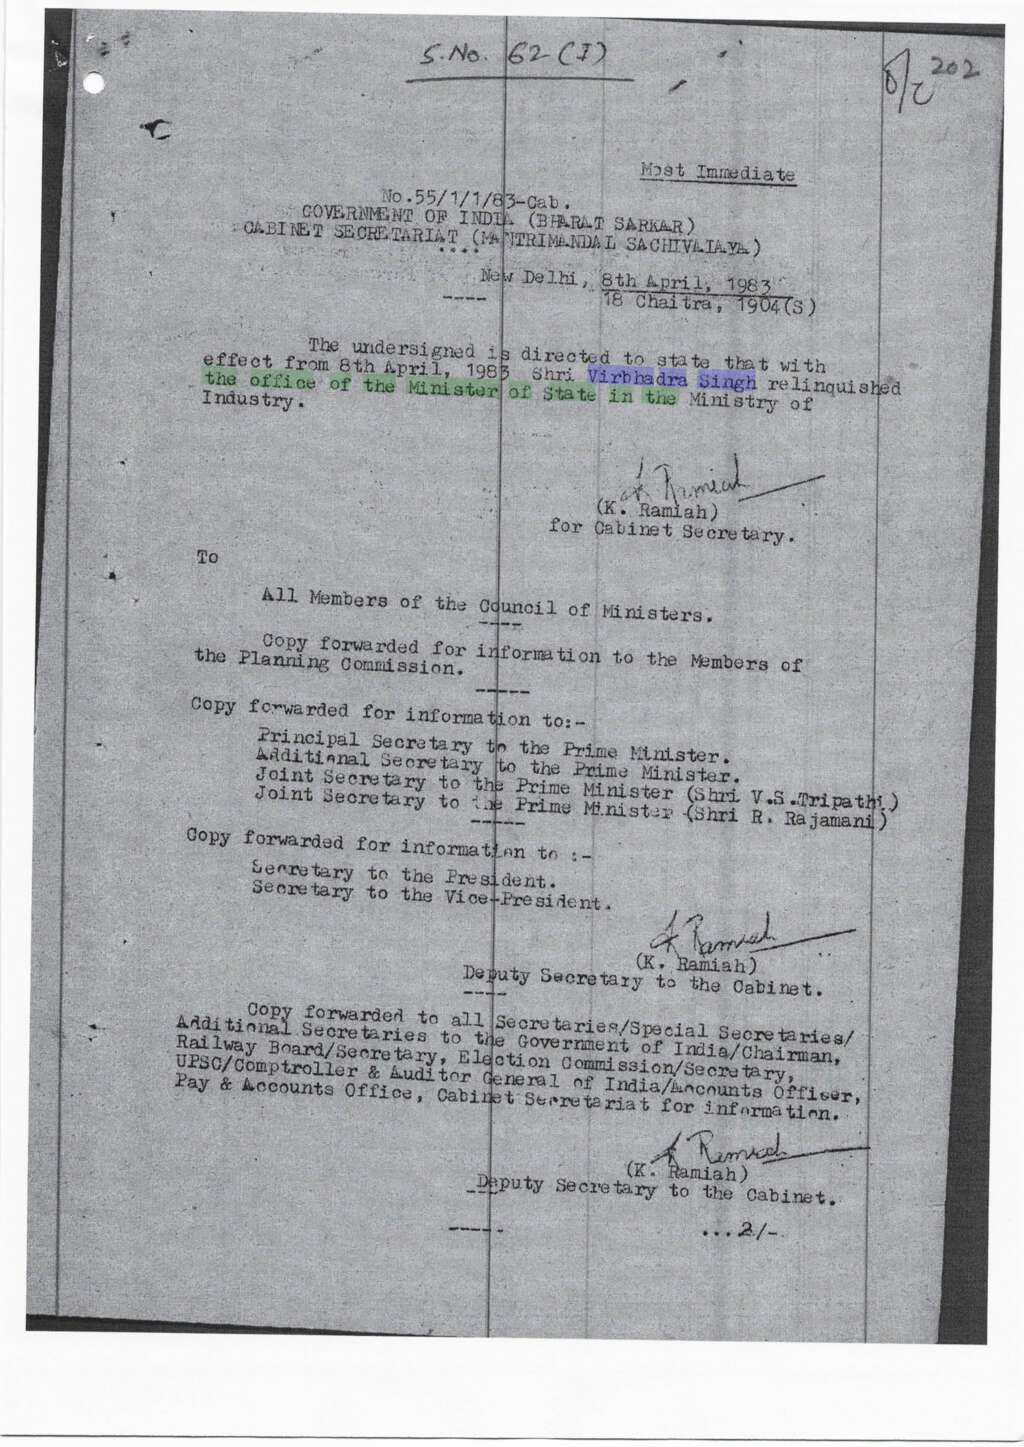 S.No. 62 (I)
202
Most Immediate
No.55/1/1/83-Cab.
GOVERNMENT OF INDIA (BHARAT SARKAR)
CABINET SECRETARIAT (MANTRIMANDAL SACHIVALAYA)
....
New Delhi, 8th April, 1983
18 Chaitra, 1904(S)
----
The undersigned is directed to state that with
effect from 8th April, 1983 Shri Virbhadra Singh relinquished
the office of the Minister of State in the Ministry of
Industry.
K Ramiah
(K. Ramiah)
for Cabinet Secretary.
To
All Members of the Council of Ministers.
----
Copy forwarded for information to the Members of
the Planning Commission.
-----
Copy forwarded for information to:-
Principal Secretary to the Prime Minister.
Additional Secretary to the Prime Minister.
Joint Secretary to the Prime Minister (Shri V.S.Tripathi)
Joint Secretary to the Prime Minister (Shri R. Rajamani)
-----
Copy forwarded for information to :-
Secretary to the President.
Secretary to the Vice-President.
K Ramiah
(K. Ramiah)
Deputy Secretary to the Cabinet.
----
Copy forwarded to all Secretaries/Special Secretaries/
Additional Secretaries to the Government of India/Chairman,
Railway Board/Secretary, Election Commission/Secretary,
UPSC/Comptroller & Auditor General of India/Accounts Officer,
Pay & Accounts Office, Cabinet Secretariat for information.
K Ramiah
(K. Ramiah)
Deputy Secretary to the Cabinet.
-----
...2/-